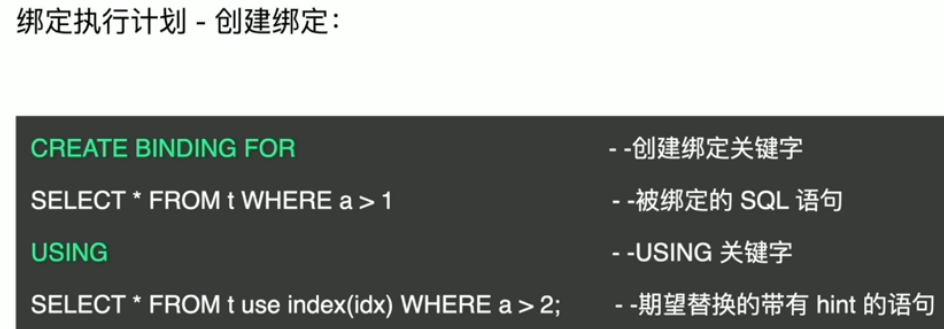 绑定执行计划 - 创建绑定：
CREATE BINDING FOR - -创建绑定关键字
SELECT * FROM t WHERE a > 1 - -被绑定的 SQL 语句
USING - -USING 关键字
SELECT * FROM t use index(idx) WHERE a > 2; - -期望替换的带有 hint 的语句